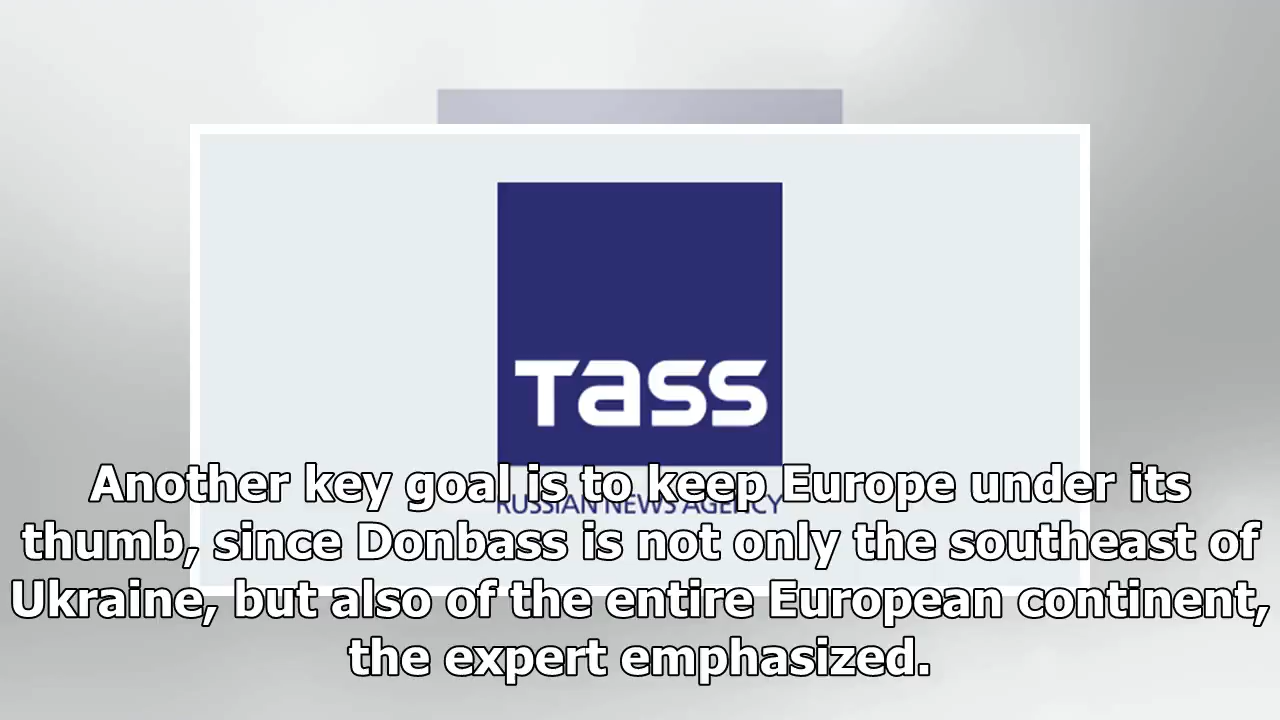 TASS
RUSSIAN NEWS AGENCY
Another key goal is to keep Europe under its
thumb, since Donbass is not only the southeast of
Ukraine, but also of the entire European continent,
the expert emphasized.